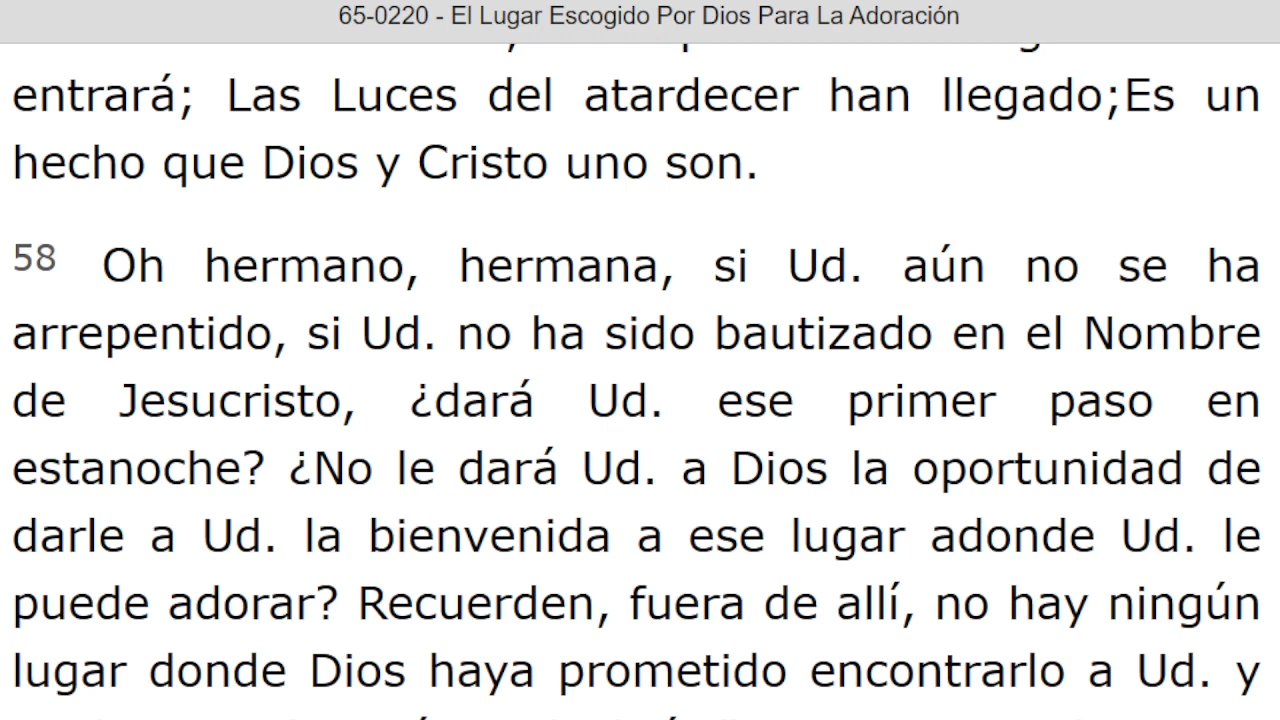 65-0220 - El Lugar Escogido Por Dios Para La Adoración
entrará; Las Luces del atardecer han llegado;Es un
hecho que Dios y Cristo uno son.
58 Oh hermano, hermana, si Ud. aún no se ha
arrepentido, si Ud. no ha sido bautizado en el Nombre
de Jesucristo, ¿dará Ud. ese primer paso en
estanoche? ¿No le dará Ud. a Dios la oportunidad de
darle a Ud. la bienvenida a ese lugar adonde Ud. le
puede adorar? Recuerden, fuera de allí, no hay ningún
lugar donde Dios haya prometido encontrarlo a Ud. y